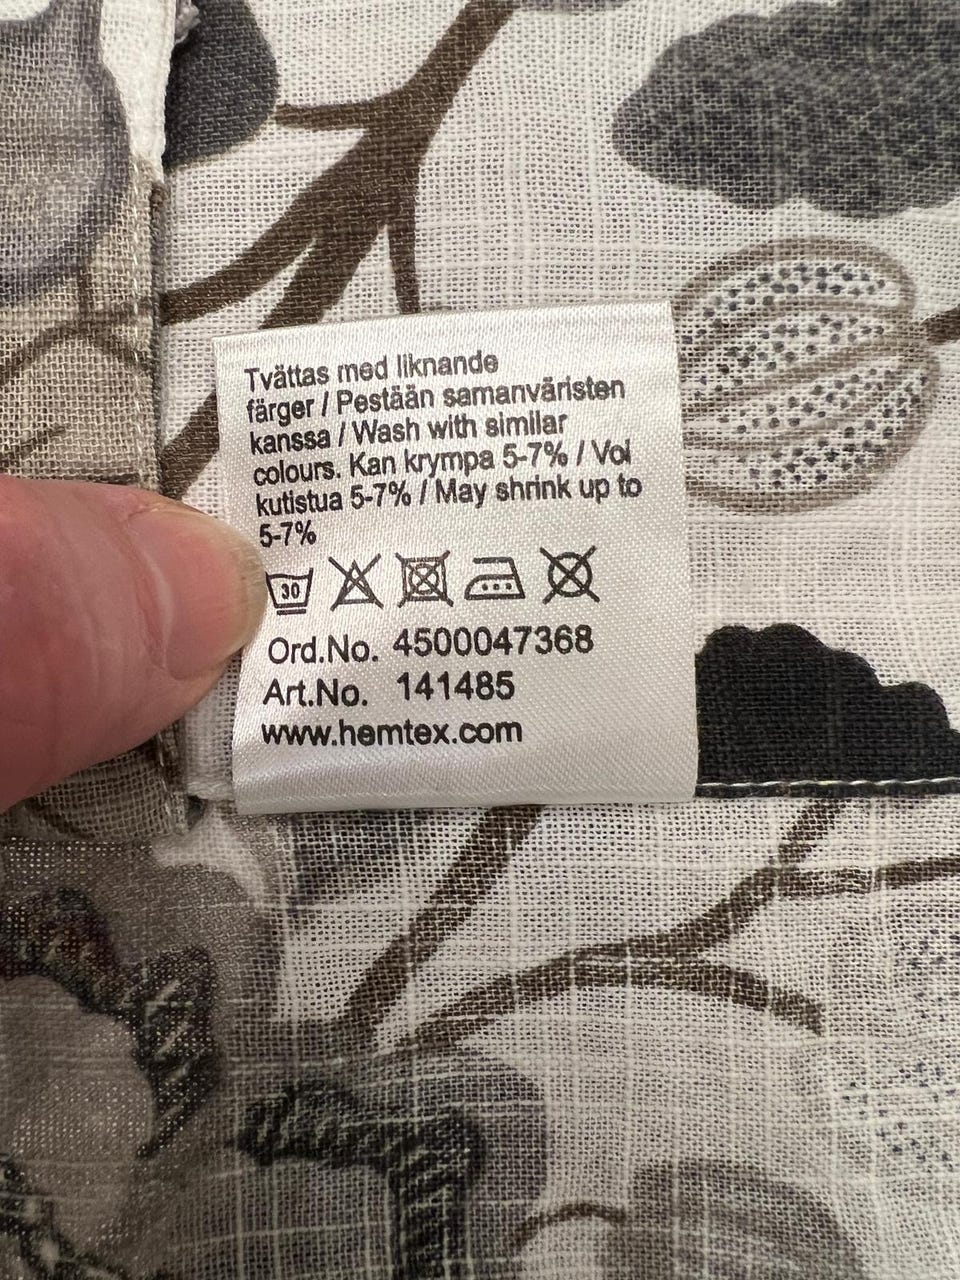 Tvättas med liknande
färger / Pestään samanväristen
kanssa / Wash with similar
colours. Kan krympa 5-7% / Voi
kutistua 5-7% / May shrink up to
5-7%
30
Ord.No. 4500047368
Art.No. 141485
www.hemtex.com